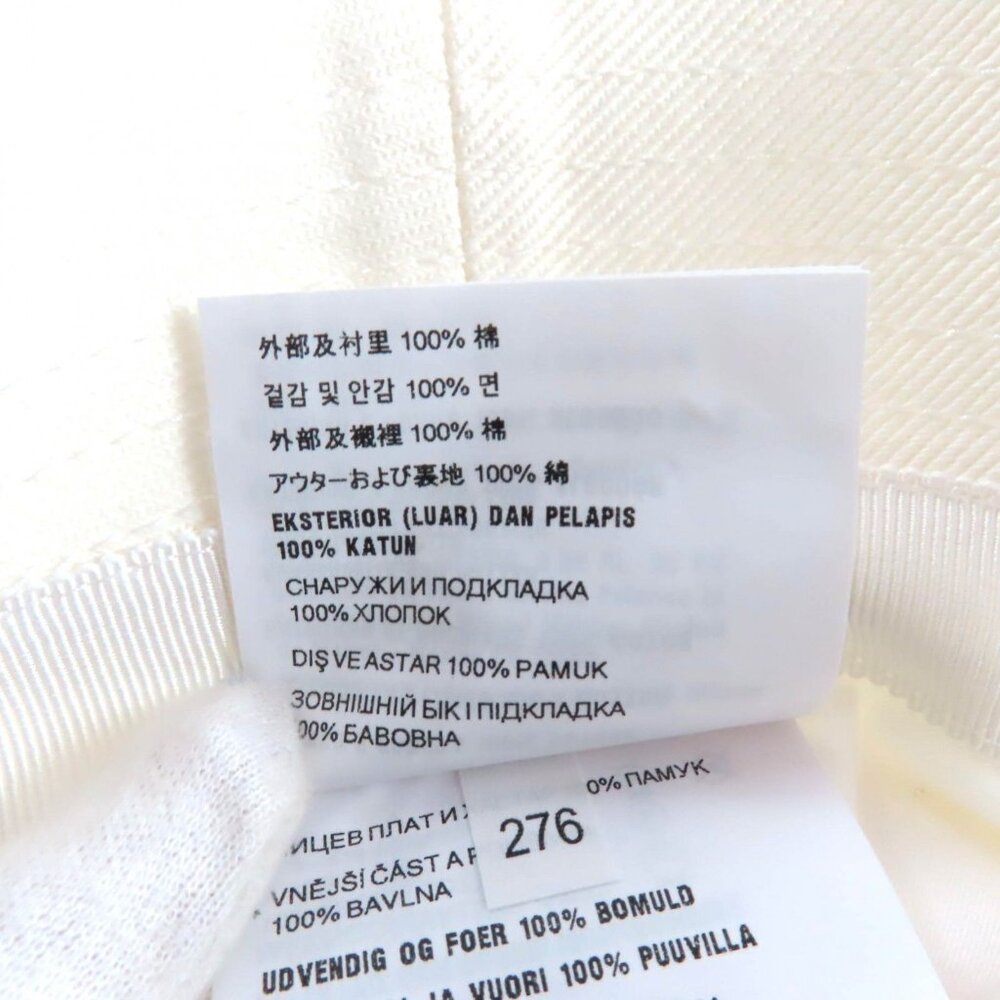 外部及衬里 100% 棉
겉감 및 안감 100% 면
外部及襯裡 100% 棉
アウターおよび裏地 100% 綿
EKSTERIOR (LUAR) DAN PELAPIS
100% KATUN
СНАРУЖИ И ПОДКЛАДКА
100% ХЛОПОК
DIŞ VE ASTAR 100% PAMUK
ЗОВНІШНІЙ БІК І ПІДКЛАДКА
00% БАВОВНА
ИЦЕВ ПЛАТ И 0% ПАМУК
276
VNĚJŠÍ ČÁST A
100% BAVLNA
UDVENDIG OG FOER 100% BOMULD
JA VUORI 100% PUUVILLA